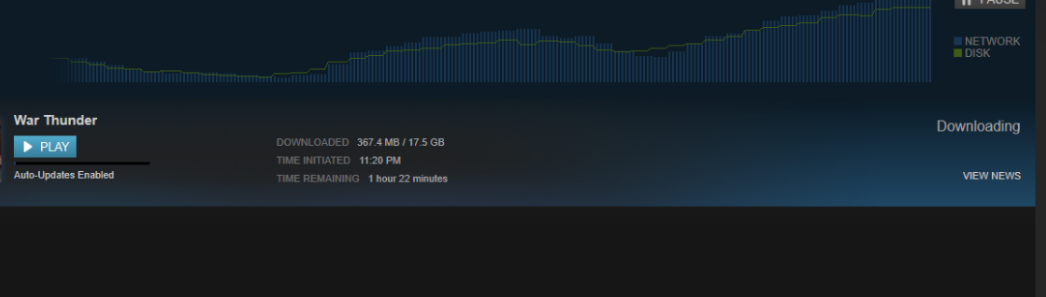 PAUSE
NETWORK
DISK
War Thunder
PLAY
Auto-Updates Enabled
DOWNLOADED 367.4 MB / 17.5 GB
TIME INITIATED 11:20 PM
TIME REMAINING 1 hour 22 minutes
Downloading
VIEW NEWS